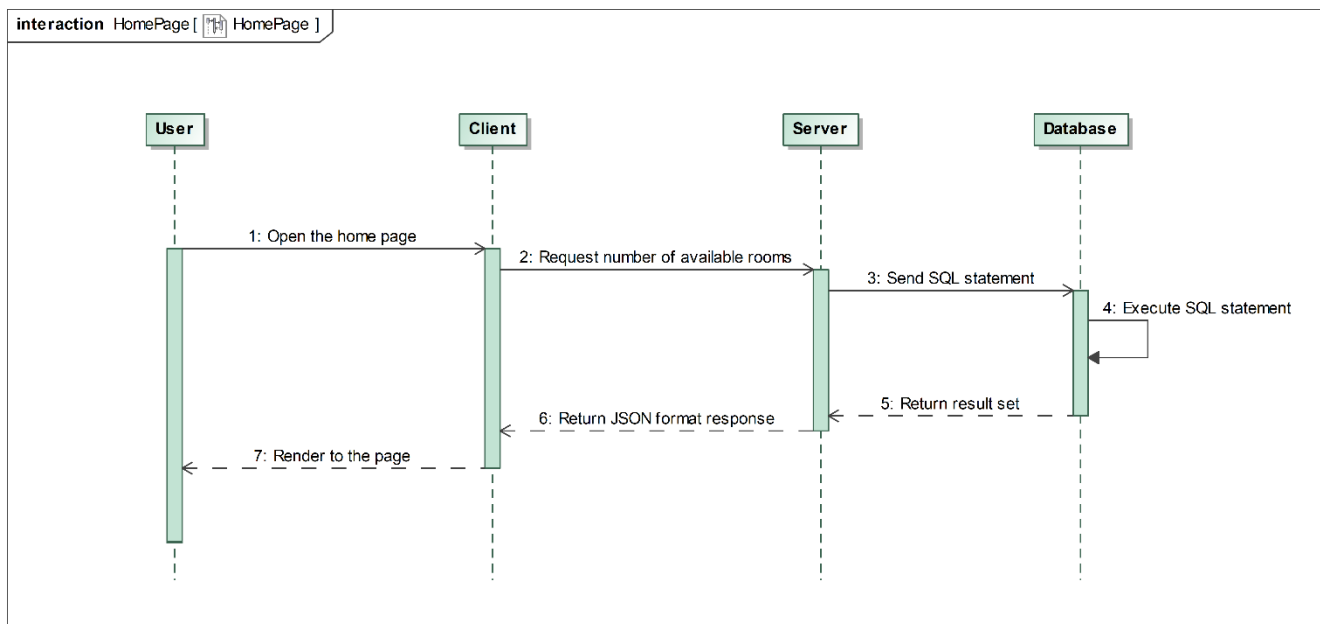 interaction HomePage [ HomePage ]
User
Client
Server
Database
1: Open the home page
2: Request number of available rooms
3: Send SQL statement
4: Execute SQL statement
5: Return result set
6: Return JSON format response
7: Render to the page